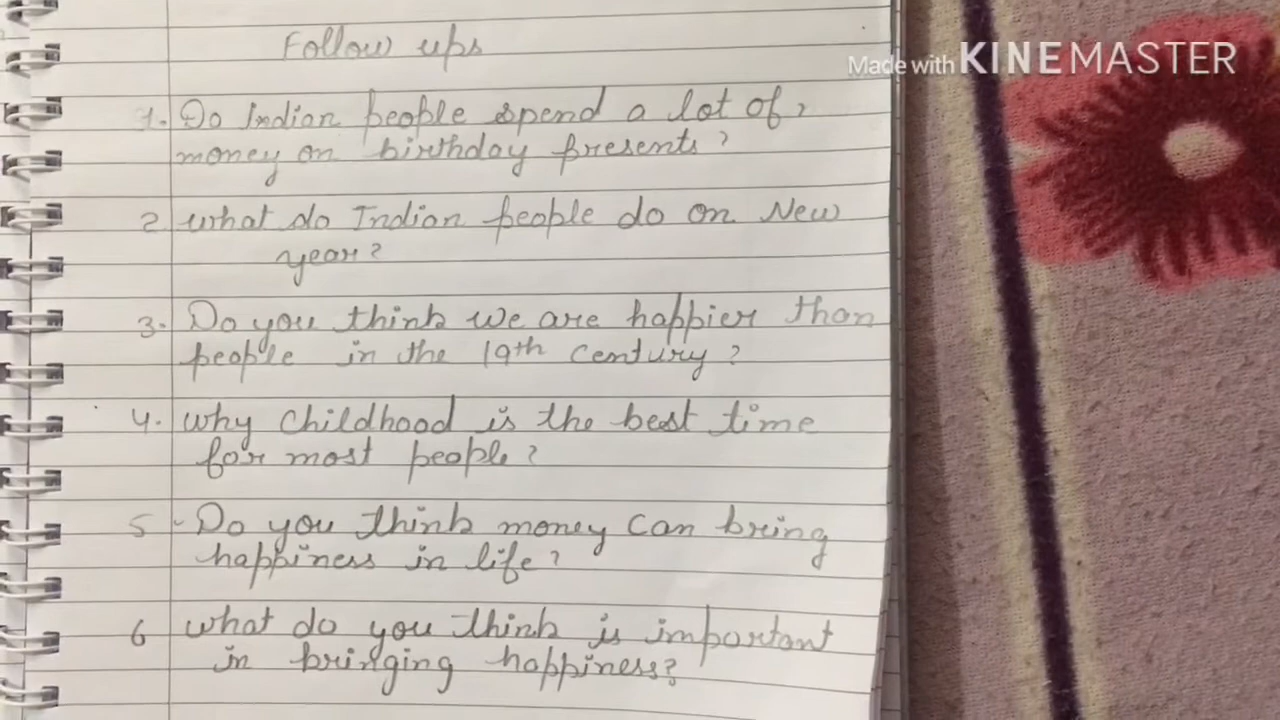 Follow ups
Made with KINEMASTER
1. Do Indian people spend a lot of
money on birthday presents?
2 what do Indian people do on New
year?
3. Do you think we are happier than
people in the 19th century?
4. why childhood is the best time
for most people?
5 - Do you think money can bring
happiness in life?
6 what do you think is important
in bringing happiness?